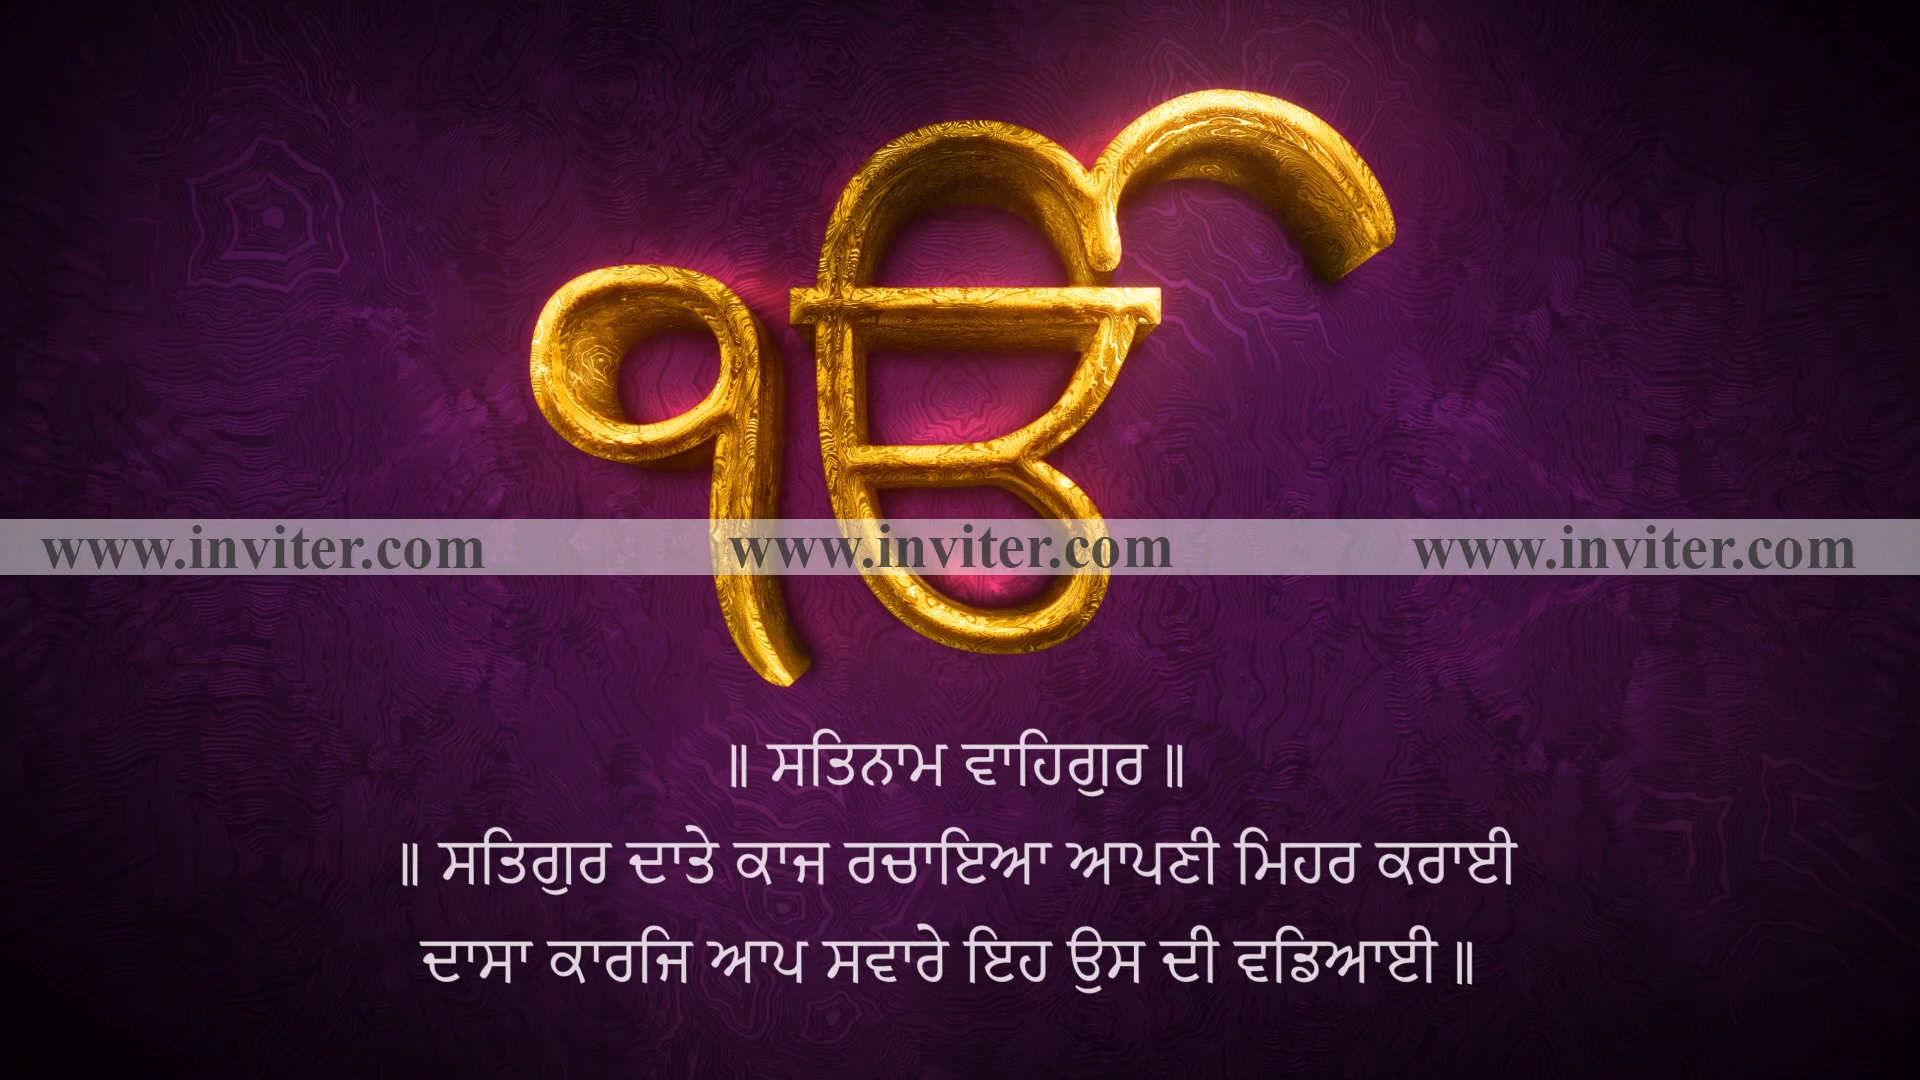 ੴ
www.inviter.com www.inviter.com www.inviter.com
॥ ਸਤਿਨਾਮ ਵਾਹਿਗੁਰ ॥
॥ ਸਤਿਗੁਰ ਦਾਤੇ ਕਾਜ ਰਚਾਇਆ ਆਪਣੀ ਮਿਹਰ ਕਰਾਈ
ਦਾਸਾ ਕਾਰਜਿ ਆਪ ਸਵਾਰੇ ਇਹ ਉਸ ਦੀ ਵਡਿਆਈ ॥